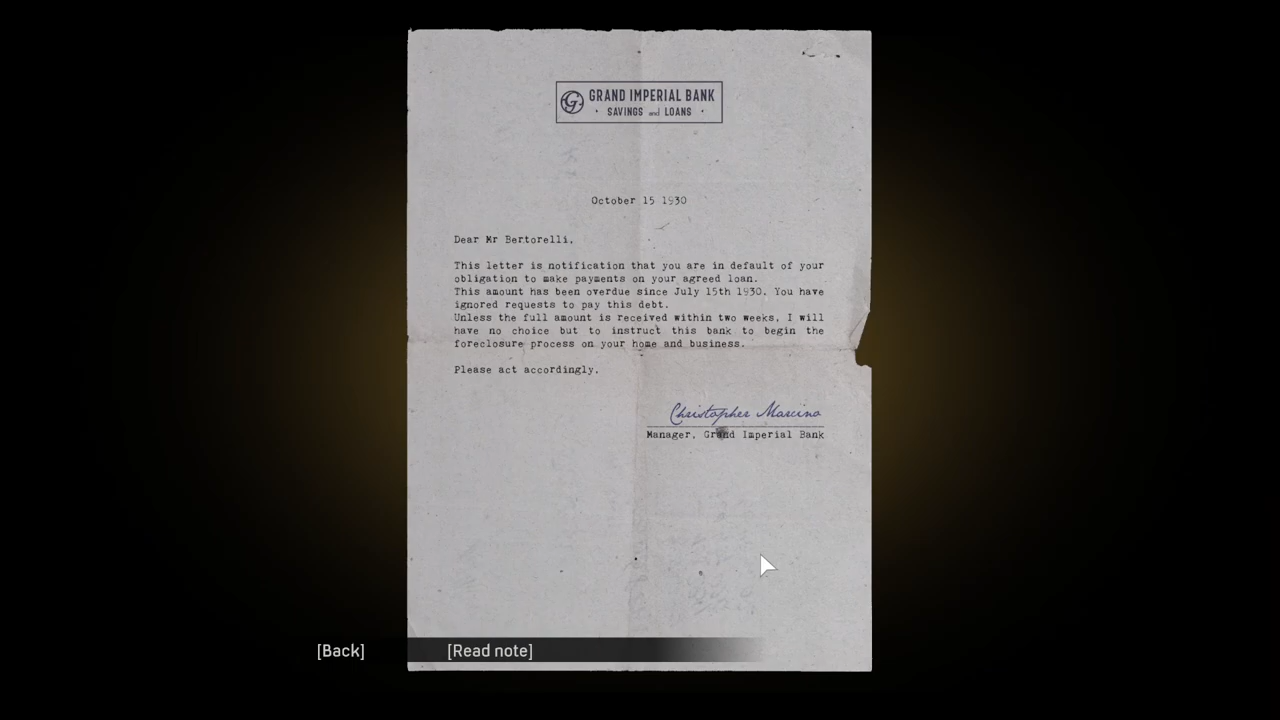 GRAND IMPERIAL BANK
· SAVINGS and LOANS ·
October 15 1930
Dear Mr Bertorelli,
This letter is notification that you are in default of your
obligation to make payments on your agreed loan.
This amount has been overdue since July 15th 1930. You have
ignored requests to pay this debt.
Unless the full amount is received within two weeks, I will
have no choice but to instruct this bank to begin the
foreclosure process on your home and business.
Please act accordingly.
Christopher Marcino
Manager, Grand Imperial Bank
[Back] [Read note]